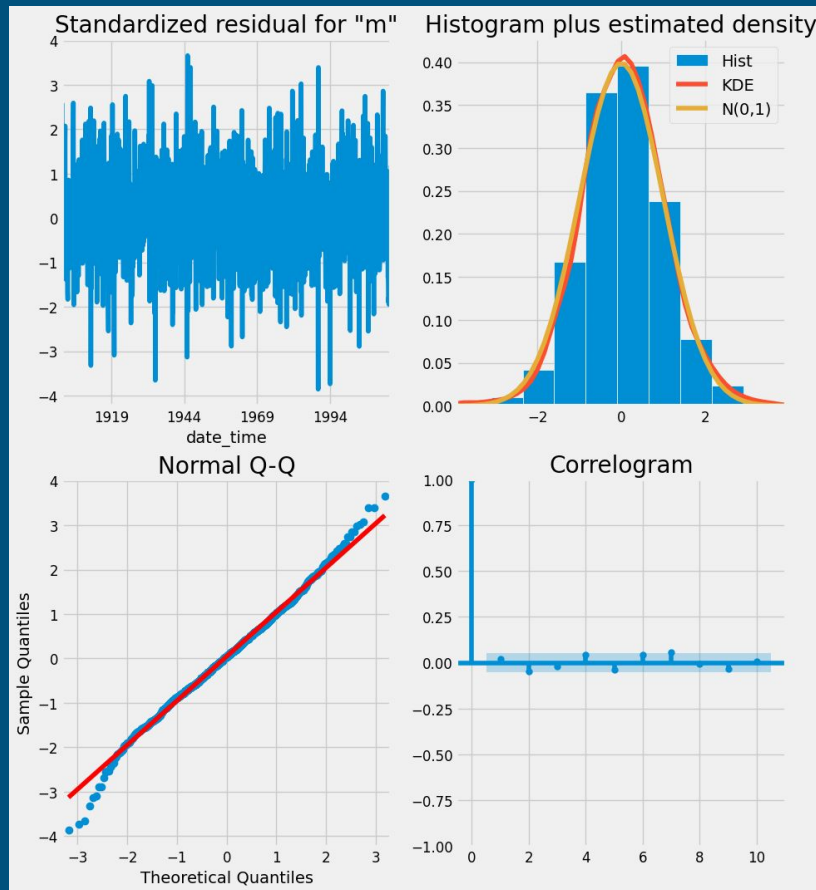 Standardized residual for "m"
4
3
2
1
0
−1
−2
−3
−4
1919 1944 1969 1994
date_time
Histogram plus estimated density
Hist
KDE
N(0,1)
0.40
0.35
0.30
0.25
0.20
0.15
0.10
0.05
0.00
−2 0 2
Normal Q-Q
Sample Quantiles
4
3
2
1
0
−1
−2
−3
−4
−3 −2 −1 0 1 2 3
Theoretical Quantiles
Correlogram
1.00
0.75
0.50
0.25
0.00
−0.25
−0.50
−0.75
−1.00
0 2 4 6 8 10